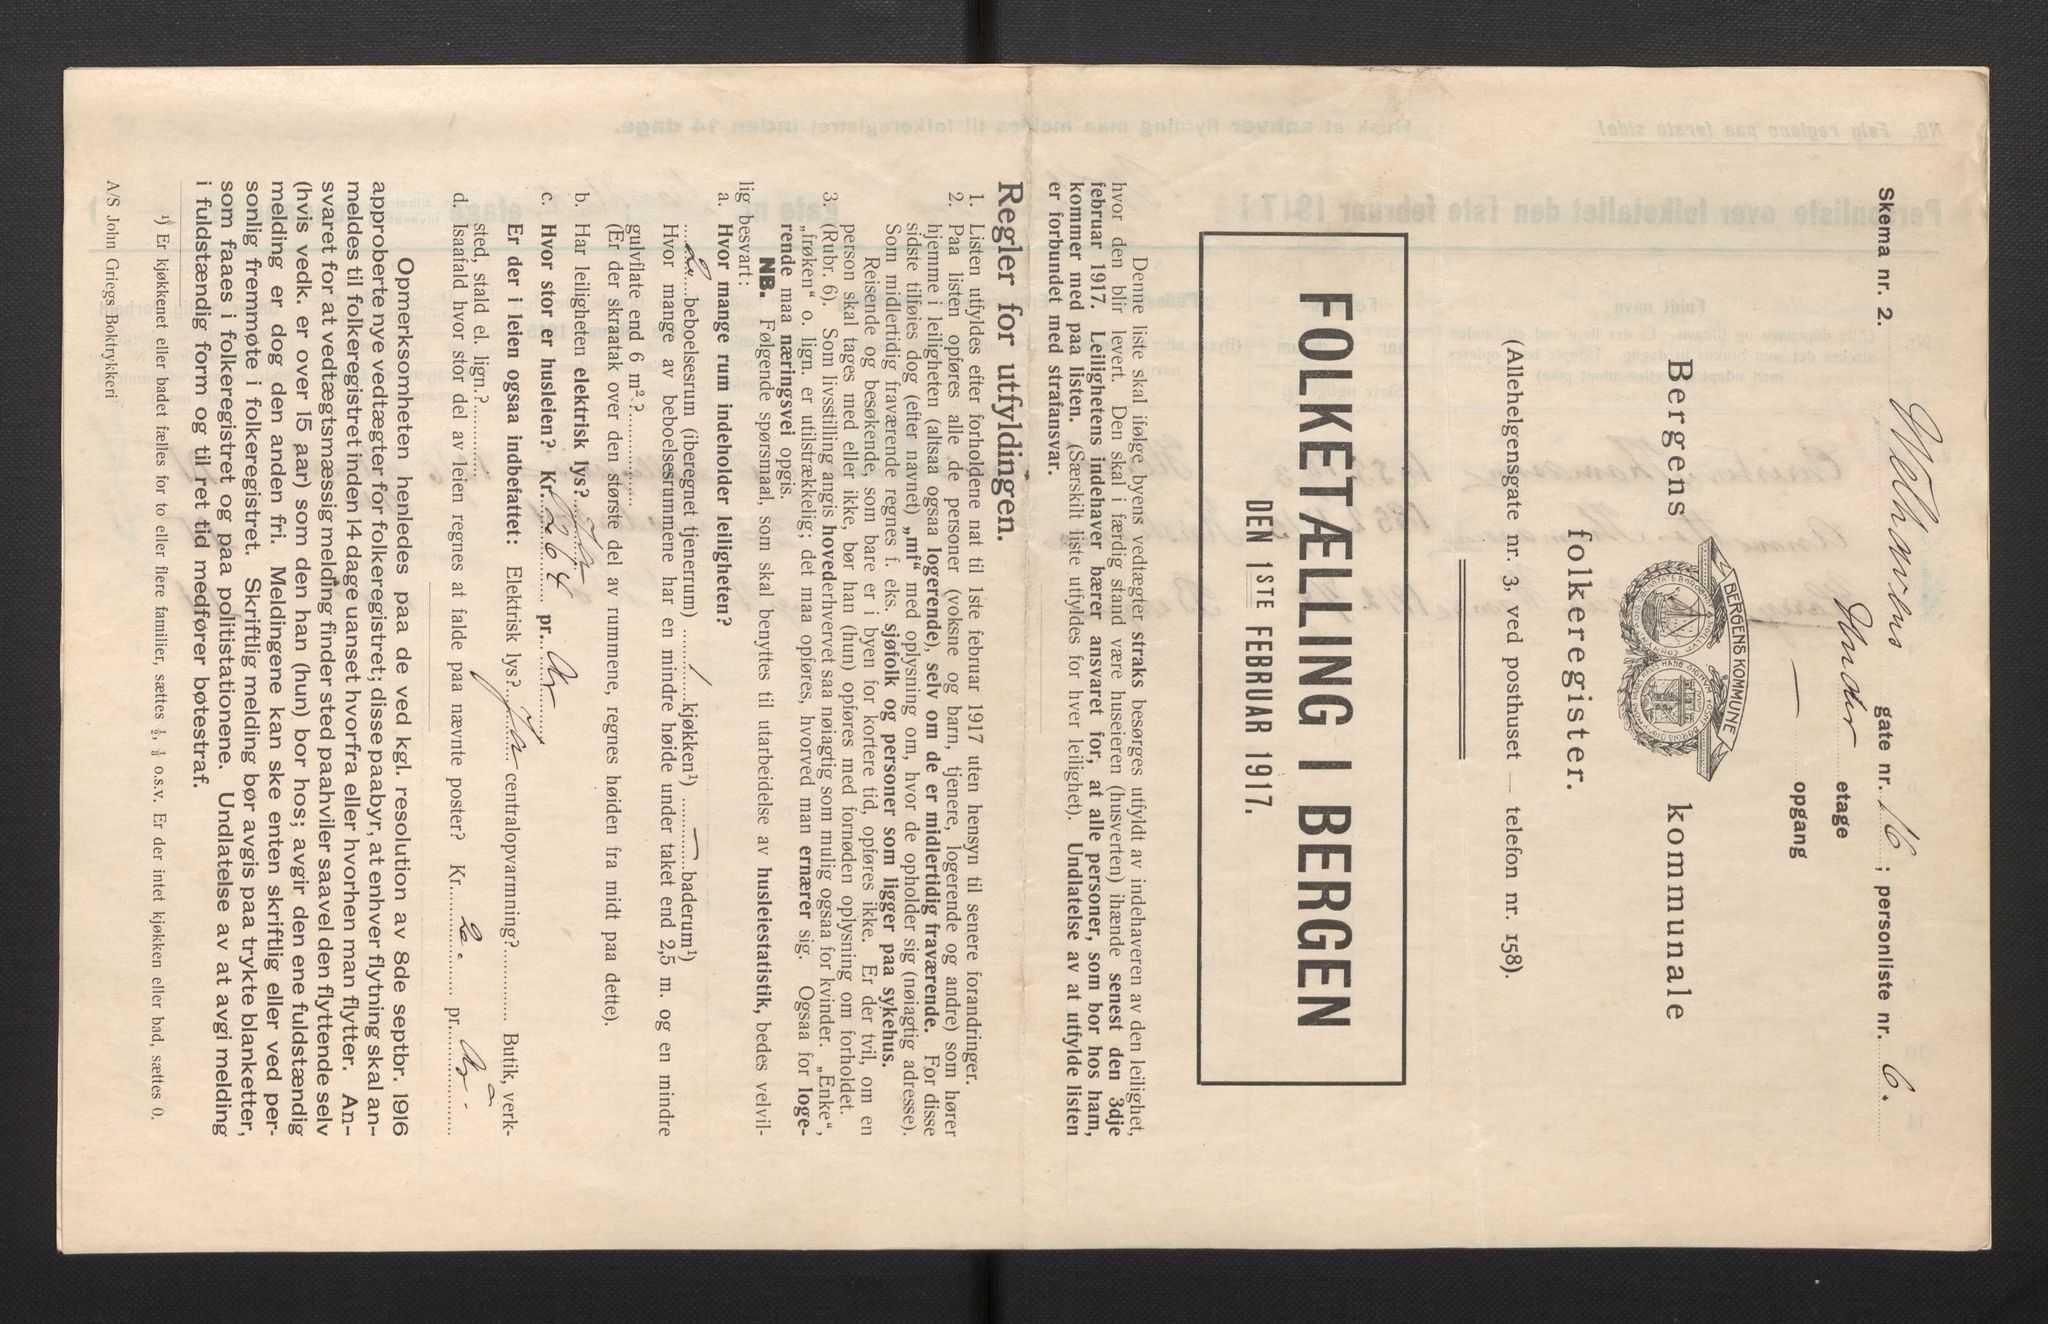 Skema nr. 2.
Welhavens gate nr. 16; personliste nr. 6.
Under etage
— opgang
BERGENS KOMMUNE
Bergens kommunale
folkeregister.
(Allehelgensgate nr. 3, ved posthuset — telefon nr. 158).
FOLKETÆLLING I BERGEN
DEN 1STE FEBRUAR 1917.
Denne liste skal ifølge byens vedtægter straks besørges utfyldt av indehaveren av den leilighet,
hvor den blir levert. Den skal i færdig stand være huseieren (husverten) ihænde senest den 3dje
februar 1917. Leilighetens indehaver bærer ansvaret for, at alle personer, som bor hos ham,
kommer med paa listen. (Særskilt liste utfyldes for hver leilighet). Undlatelse av at utfylde listen
er forbundet med strafansvar.
Regler for utfyldingen.
1. Listen utfyldes efter forholdene nat til 1ste februar 1917 uten hensyn til senere forandringer.
2. Paa listen opføres alle de personer (voksne og barn, tjenere, logerende og andre) som hører
hjemme i leiligheten (altsaa ogsaa logerende), selv om de er midlertidig fraværende. For disse
sidste tilføies dog (efter navnet) „mf“ med oplysning om, hvor de opholder sig (nøiagtig adresse).
Som midlertidig fraværende regnes f. eks. sjøfolk og personer som ligger paa sykehus.
Reisende og besøkende, som bare er i byen for kortere tid, opføres ikke. Er der tvil, om en
person skal tages med eller ikke, bør han (hun) opføres med fornøden oplysning om forholdet.
3. (Rubr. 6). Som livsstilling angis hovederhvervet saa nøiagtig som mulig ogsaa for kvinder. „Enke“,
„frøken“ o. lign. er utilstrækkelig; det maa opføres, hvorved man ernærer sig. Ogsaa for loge-
rende maa næringsvei opgis.
NB. Følgende spørsmaal, som skal benyttes til utarbeidelse av husleiestatistik, bedes velvil-
lig besvart:
a. Hvor mange rum indeholder leiligheten?
2 beboelsesrum (iberegnet tjenerrum) 1 kjøkken¹) — baderum¹)
Hvor mange av beboelsesrummene har en mindre høide under taket end 2,5 m. og en mindre
gulvflate end 6 m²?
(Er der skraatak over den største del av rummene, regnes høiden fra midt paa dette).
b. Har leiligheten elektrisk lys? Ja
c. Hvor stor er husleien? Kr. 264 pr. År
Er der i leien ogsaa indbefattet: Elektrisk lys? Ja centralopvarmning? Butik, verk-
sted, stald el. lign.?
d. Isaafald hvor stor del av leien regnes at falde paa nævnte poster? Kr. 20. pr. År
Opmerksomheten henledes paa de ved kgl. resolution av 8de septbr. 1916
approberte nye vedtægter for folkeregistret; disse paabyr, at enhver flytning skal an-
meldes til folkeregistret inden 14 dage uanset hvorfra eller hvorhen man flytter. An-
svaret for at vedtægtsmæssig melding finder sted paahviler saavel den flyttende selv
(hvis vedk. er over 15 aar) som den han (hun) bor hos; avgir den ene fuldstændig
melding er dog den anden fri. Meldingene kan ske enten skriftlig eller ved per-
sonlig fremmøte i folkeregistret. Skriftlig melding bør avgis paa trykte blanketter,
som faaes i folkeregistret og paa politistationene. Undlatelse av at avgi melding
i fuldstændig form og til ret tid medfører bøtestraf.
¹) Er kjøkkenet eller badet fælles for to eller flere familier, sættes ½, ⅓ o.s.v. Er der intet kjøkken eller bad, sættes 0.
A/S John Griegs Boktrykkeri